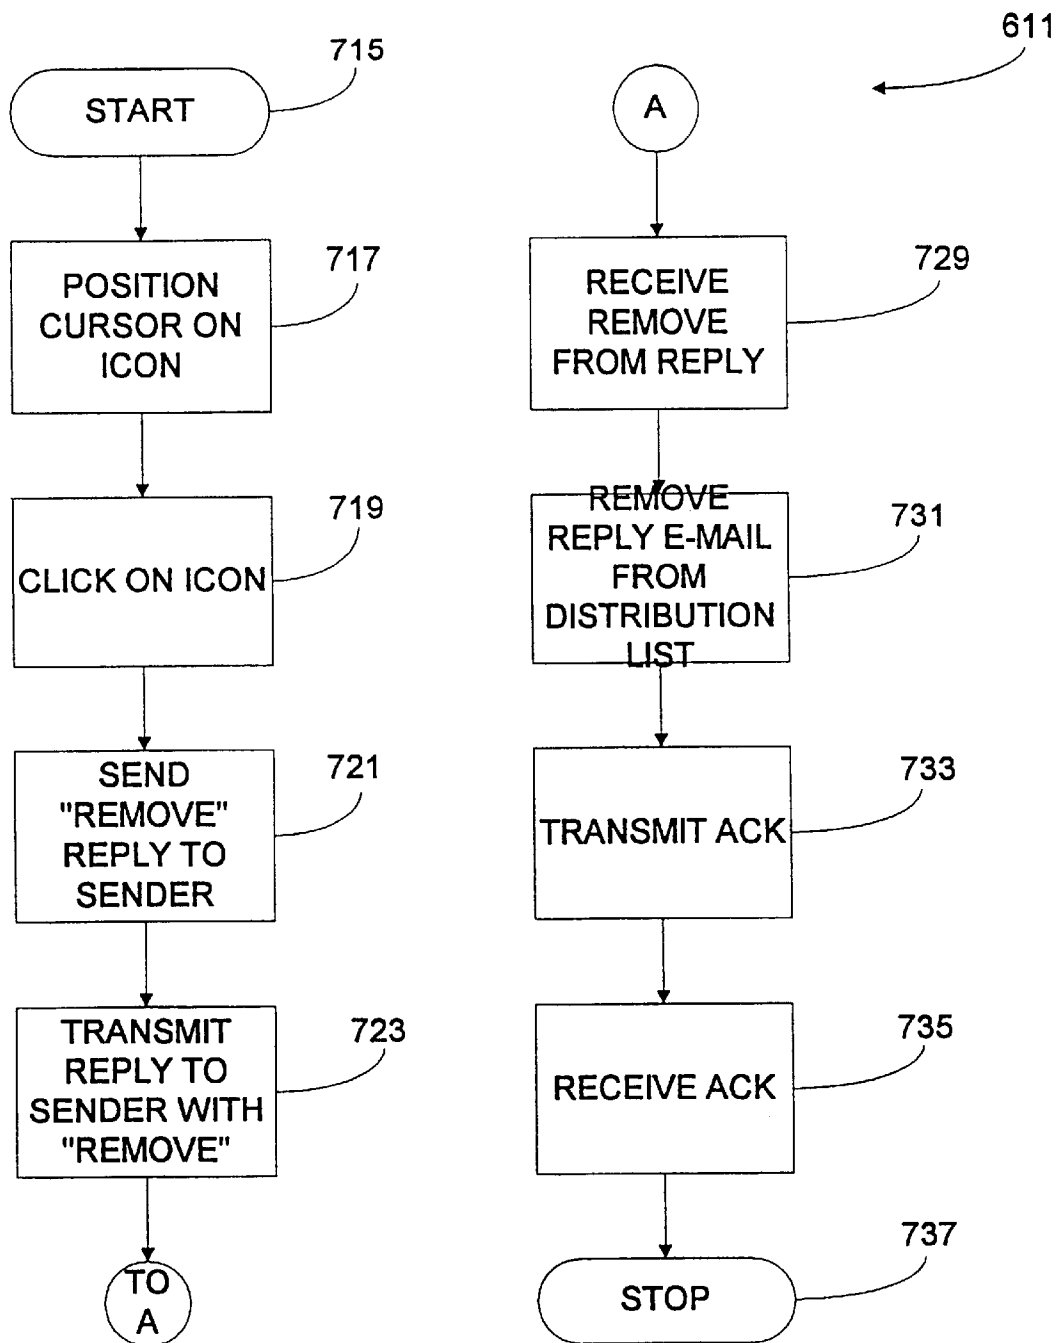 611
715
START
717
POSITION
CURSOR ON
ICON
719
CLICK ON ICON
721
SEND
"REMOVE"
REPLY TO
SENDER
723
TRANSMIT
REPLY TO
SENDER WITH
"REMOVE"
TO
A
A
729
RECEIVE
REMOVE
FROM REPLY
731
REMOVE
REPLY E-MAIL
FROM
DISTRIBUTION
LIST
733
TRANSMIT ACK
735
RECEIVE ACK
737
STOP